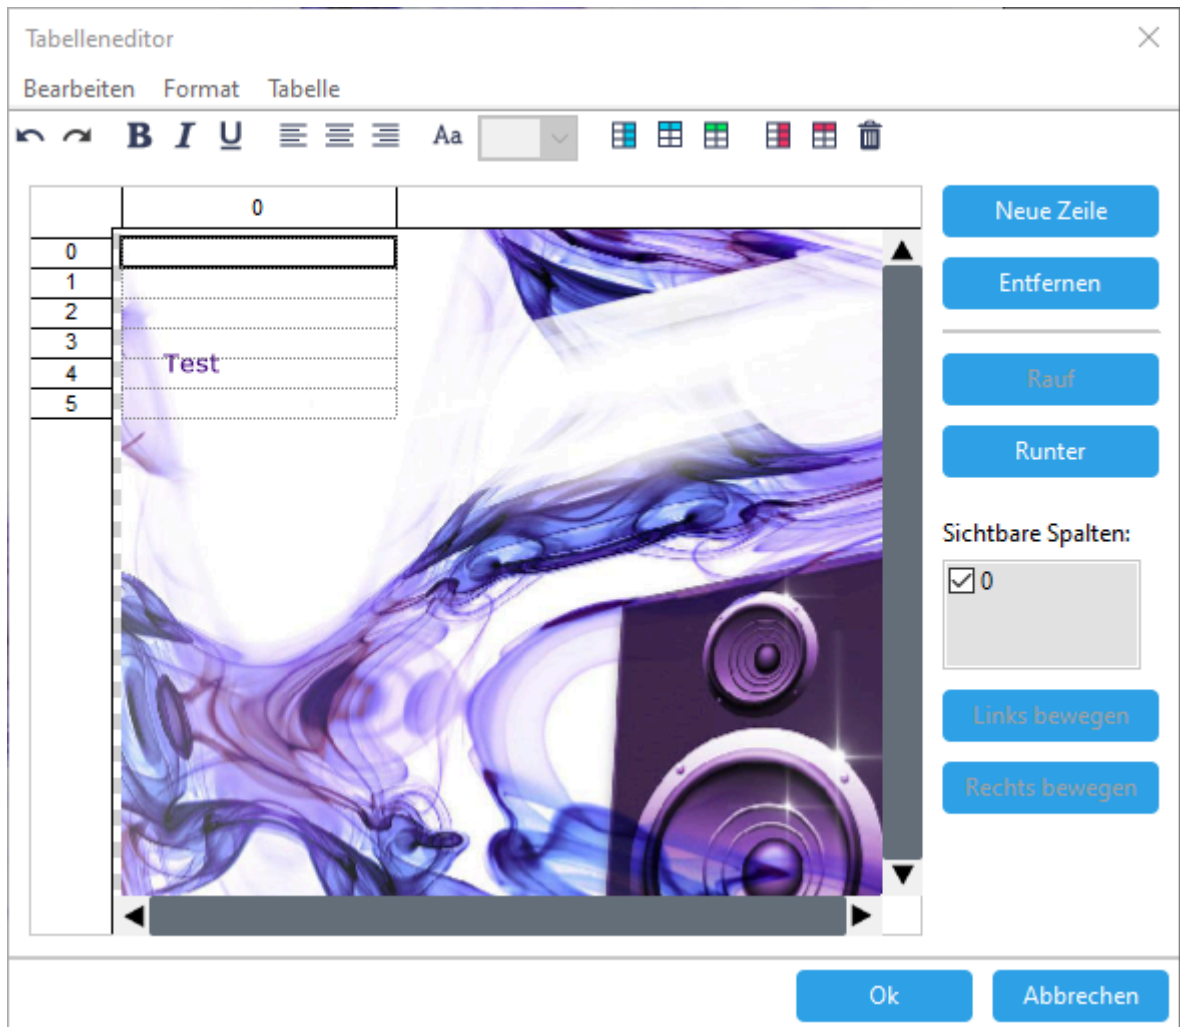 Tabelleneditor
Bearbeiten Format Tabelle
B I U Aa
0
0
1
2
3
4
5
Test
Neue Zeile
Entfernen
Rauf
Runter
Sichtbare Spalten:
0
Links bewegen
Rechts bewegen
Ok Abbrechen